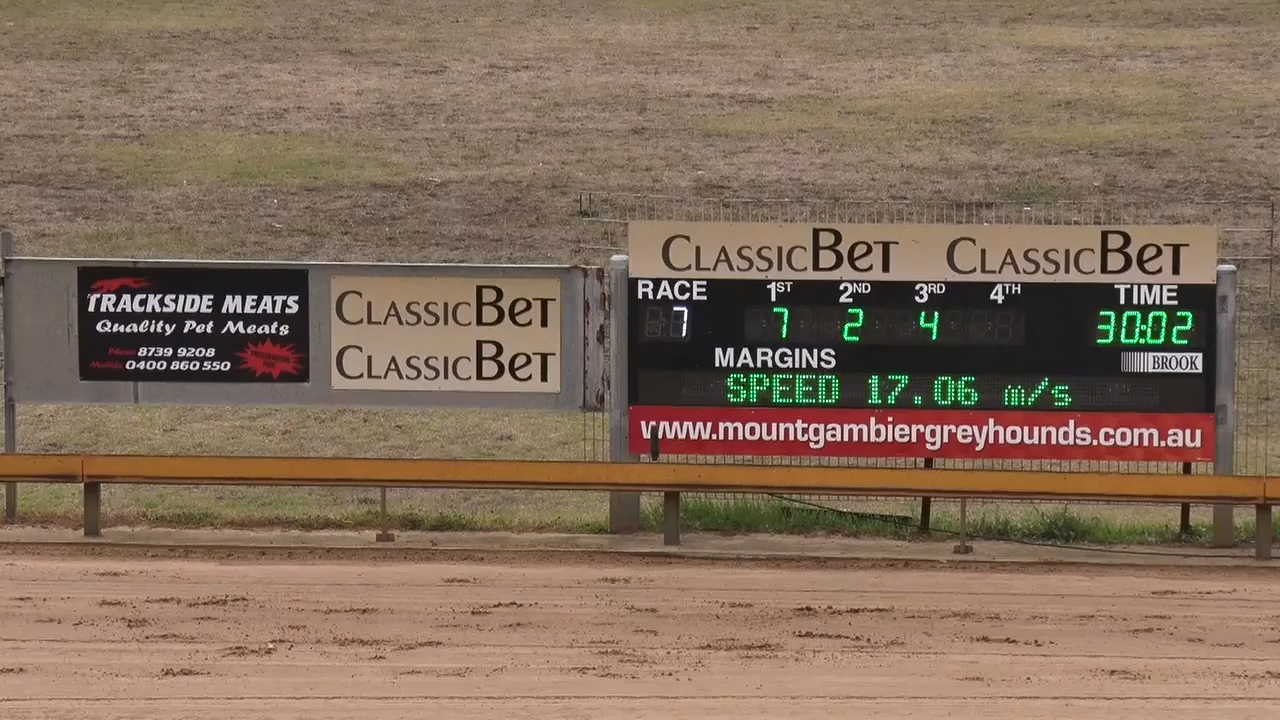 TRACKSIDE MEATS
Quality Pet Meats
8739 9208
0400 860 550
CLASSICBET
CLASSICBET
CLASSICBET CLASSICBET
RACE 1ST 2ND 3RD 4TH TIME
7 7 2 4 30:02
MARGINS
BROOK
SPEED 17.06 m/s
www.mountgambiergreyhounds.com.au